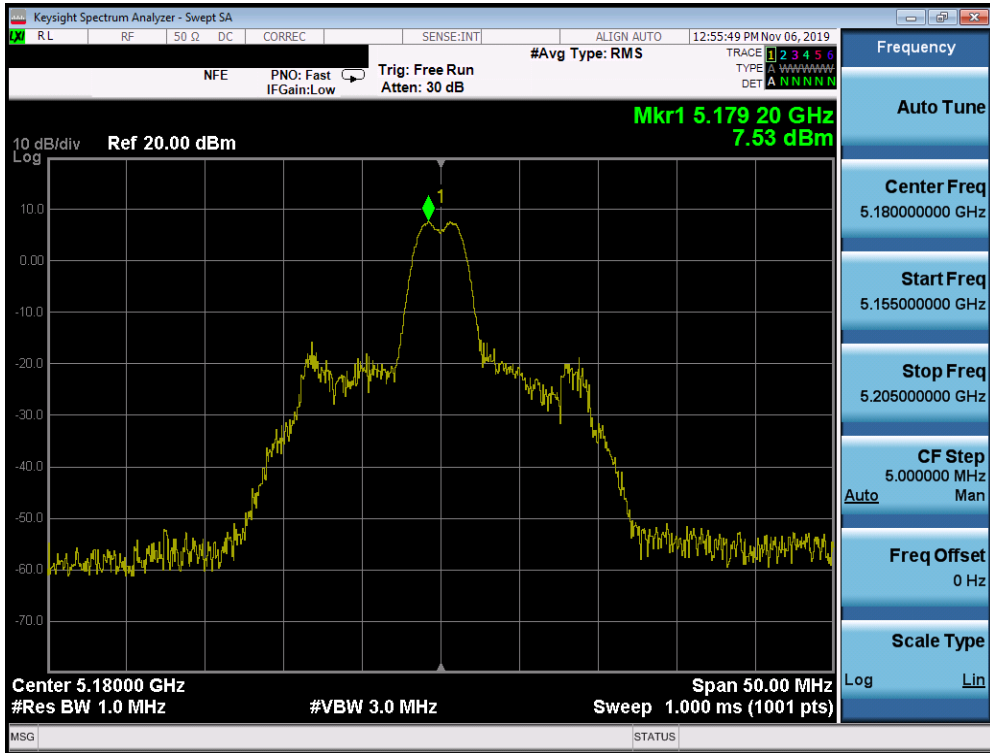 Keysight Spectrum Analyzer - Swept SA
LXI RL RF 50 Ω DC CORREC SENSE:INT ALIGN AUTO 12:55:49 PM Nov 06, 2019
NFE PNO: Fast Trig: Free Run #Avg Type: RMS TRACE 1 2 3 4 5 6
IFGain:Low Atten: 30 dB TYPE A WWWWW
DET A N N N N N
Mkr1 5.179 20 GHz
7.53 dBm
10 dB/div Ref 20.00 dBm
Log
1
10.0
0.00
-10.0
-20.0
-30.0
-40.0
-50.0
-60.0
-70.0
Center 5.18000 GHz Span 50.00 MHz
#Res BW 1.0 MHz #VBW 3.0 MHz Sweep 1.000 ms (1001 pts)
MSG STATUS
Frequency
Auto Tune
Center Freq
5.180000000 GHz
Start Freq
5.155000000 GHz
Stop Freq
5.205000000 GHz
CF Step
5.000000 MHz
Auto Man
Freq Offset
0 Hz
Scale Type
Log Lin